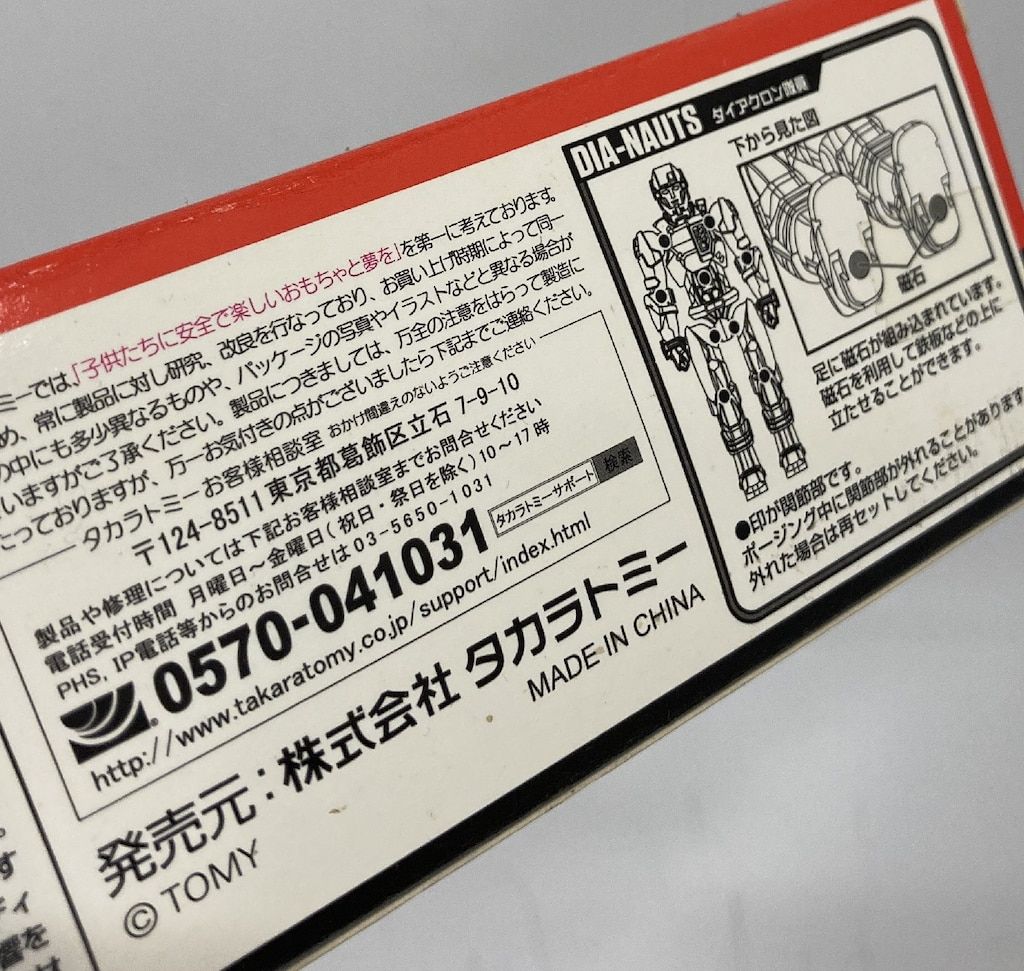 ミーでは、「子供たちに安全で楽しいおもちゃと夢を」を第一に考えております。
め、常に製品に対し研究、改良を行なっており、お買い上げ時期によって同一
の中にも多少異なるものや、パッケージの写真やイラストなどと異なる場合が
いますがご了承ください。製品につきましては、万全の注意をはらって製造に
たっておりますが、万一お気付きの点がございましたら下記までご連絡ください。
タカラトミーお客様相談室 おかけ間違えのないようご注意ください
〒124-8511 東京都葛飾区立石 7-9-10
製品や修理については下記お客様相談室までお問合せください
電話受付時間 月曜日〜金曜日(祝日・祭日を除く)10〜17時
PHS、IP電話等からのお問合せは03-5650-1031
0570-041031
タカラトミーサポート 検索
http://www.takaratomy.co.jp/support/index.html
発売元：株式会社 タカラトミー
© TOMY
MADE IN CHINA
DIA-NAUTS ダイアクロン隊員
下から見た図
磁石
足に磁石が組み込まれています。
磁石を利用して鉄板などの上に
立たせることができます。
●印が関節部です。
ポージング中に関節部が外れることがあります
外れた場合は再セットしてください。
す
ディ
響を